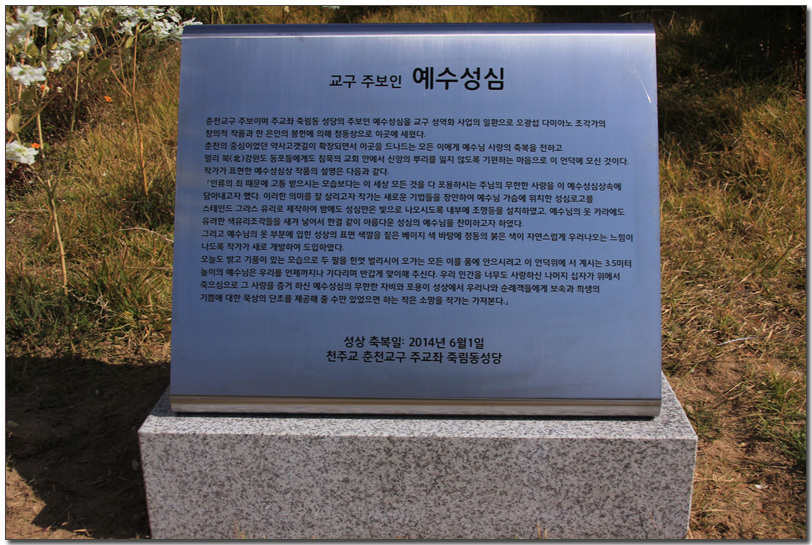 교구 주보인 예수성심
춘천교구 주보이며 주교좌 죽림동 성당의 주보인 예수성심을 교구 성역화 사업의 일환으로 오광섭 다미아노 조각가의
창의적 작품과 한 은인의 봉헌에 의해 청동상으로 이곳에 세웠다.
춘천의 중심이었던 약사고갯길이 확장되면서 이곳을 드나드는 모든 이에게 예수님 사랑의 축복을 전하고
멀리 북(北)강원도 동포들에게도 침묵의 교회 안에서 신앙의 뿌리를 잃지 않도록 기원하는 마음으로 이 언덕에 모신 것이다.
작가가 표현한 예수성심상 작품의 설명은 다음과 같다.
「인류의 죄 때문에 고통 받으시는 모습보다는 이 세상 모든 것을 다 포용하시는 주님의 무한한 사랑을 이 예수성심상속에
담아내고자 했다. 이러한 의미를 잘 살리고자 작가는 새로운 기법들을 창안하여 예수님 가슴에 위치한 성심로고를
스테인드 그라스 유리로 제작하여 밤에도 성심만은 빛으로 나오시도록 내부에 조명등을 설치하였고. 예수님의 옷 카라에도
유려한 색유리조각들을 새겨 넣어서 한결 같이 아름다운 성심의 예수님을 찬미하고자 하였다.
그리고 예수님의 옷 부분에 입힌 성상의 표면 색깔을 짙은 베이지 색 바탕에 청동의 붉은 색이 자연스럽게 우러나오는 느낌이
나도록 작가가 새로 개발하여 도입하였다.
오늘도 밝고 기품이 있는 모습으로 두 팔을 한껏 벌리시어 오가는 모든 이를 품에 안으시려고 이 언덕위에 서 계시는 3.5미터
높이의 예수님은 우리를 언제까지나 기다리며 반갑게 맞이해 주신다. 우리 인간을 너무도 사랑하신 나머지 십자가 위에서
죽으심으로 그 사랑을 증거 하신 예수성심의 무한한 자비와 포용이 성상에서 우러나와 순례객들에게 보속과 희생의
기쁨에 대한 묵상의 단초를 제공해 줄 수만 있었으면 하는 작은 소망을 작가는 가져본다.」
성상 축복일: 2014년 6월1일
천주교 춘천교구 주교좌 죽림동성당